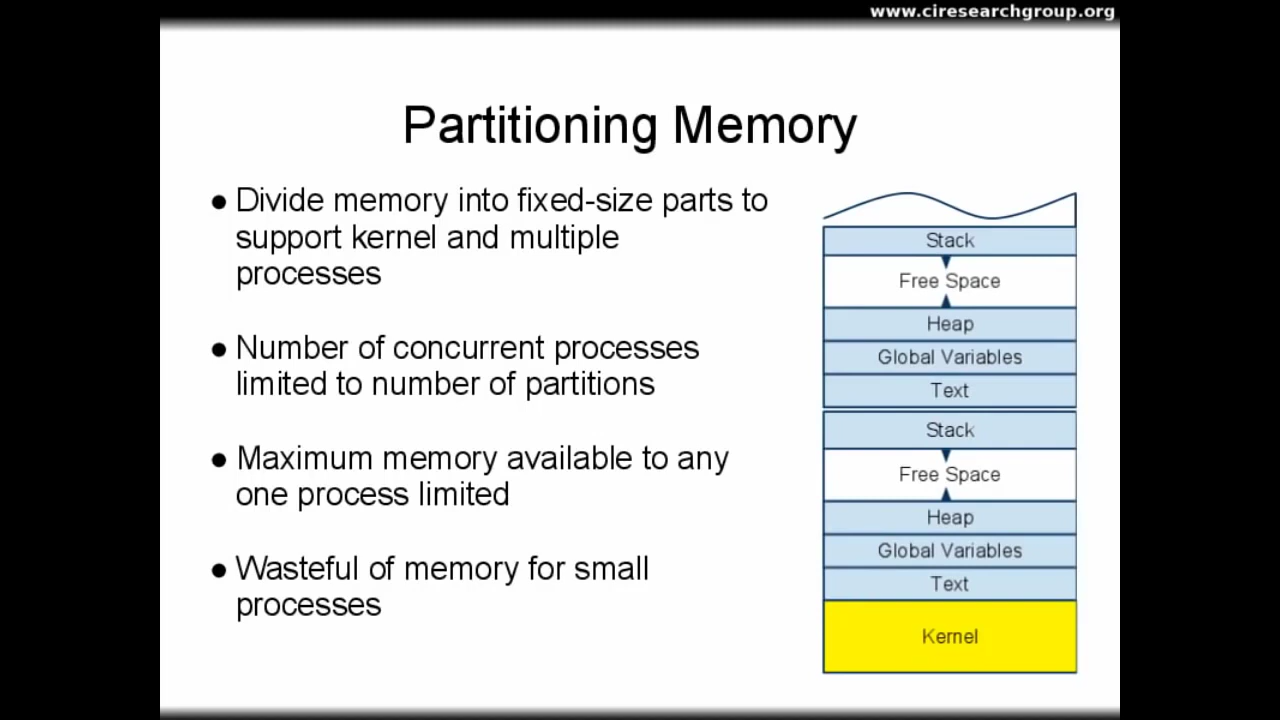 www.ciresearchgroup.org
Partitioning Memory
● Divide memory into fixed-size parts to
support kernel and multiple
processes
● Number of concurrent processes
limited to number of partitions
● Maximum memory available to any
one process limited
● Wasteful of memory for small
processes
Stack
Free Space
Heap
Global Variables
Text
Stack
Free Space
Heap
Global Variables
Text
Kernel